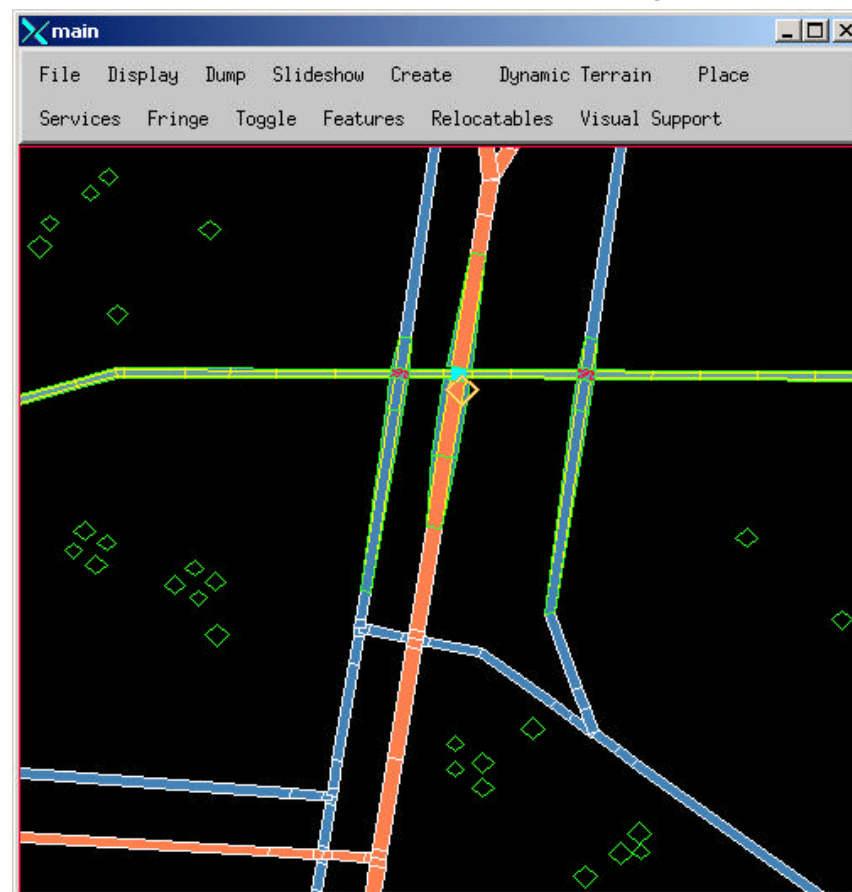 main
File Display Dump Slideshow Create Dynamic Terrain Place
Services Fringe Toggle Features Relocatables Visual Support